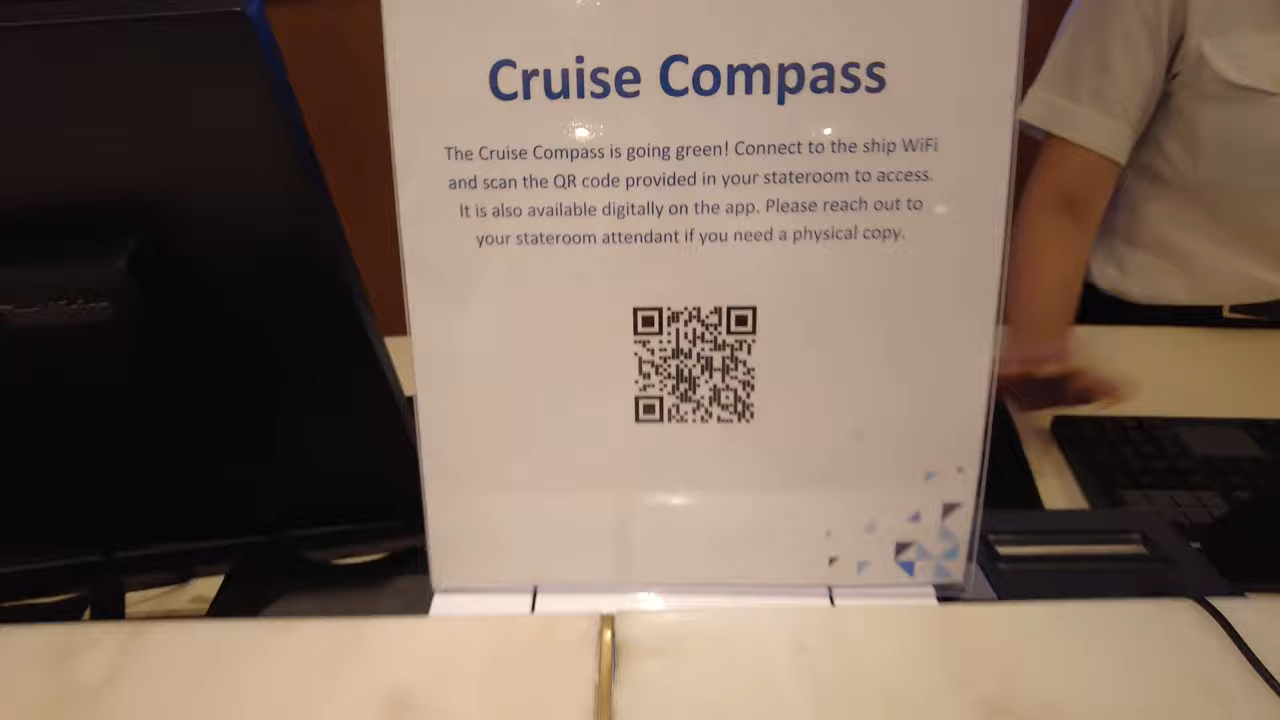 Cruise Compass
The Cruise Compass is going green! Connect to the ship WiFi
and scan the QR code provided in your stateroom to access.
It is also available digitally on the app. Please reach out to
your stateroom attendant if you need a physical copy.